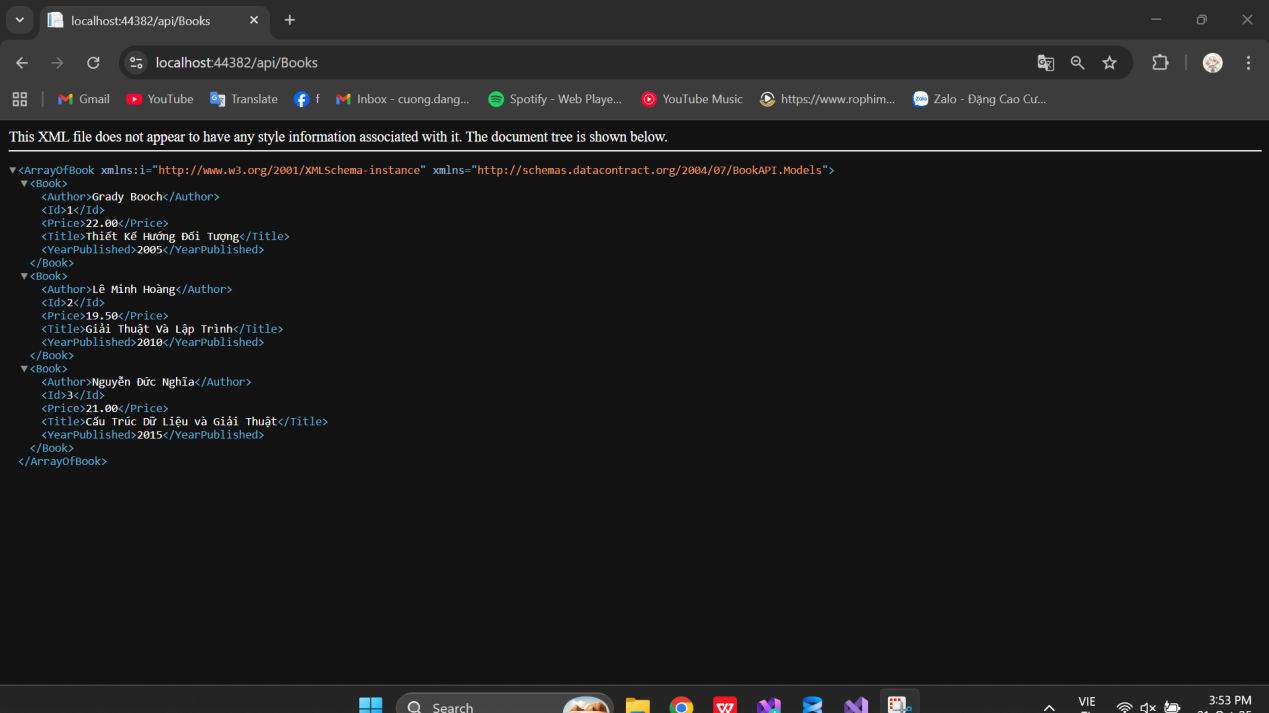 localhost:44382/api/Books
localhost:44382/api/Books
Gmail YouTube Translate f Inbox - cuong.dang... Spotify - Web Playe... YouTube Music https://www.rophim... Zalo - Đặng Cao Cư...
This XML file does not appear to have any style information associated with it. The document tree is shown below.
<ArrayOfBook xmlns:i="http://www.w3.org/2001/XMLSchema-instance" xmlns="http://schemas.datacontract.org/2004/07/BookAPI.Models">
<Book>
<Author>Grady Booch</Author>
<Id>1</Id>
<Price>22.00</Price>
<Title>Thiết Kế Hướng Đối Tượng</Title>
<YearPublished>2005</YearPublished>
</Book>
<Book>
<Author>Lê Minh Hoàng</Author>
<Id>2</Id>
<Price>19.50</Price>
<Title>Giải Thuật Và Lập Trình</Title>
<YearPublished>2010</YearPublished>
</Book>
<Book>
<Author>Nguyễn Đức Nghĩa</Author>
<Id>3</Id>
<Price>21.00</Price>
<Title>Cấu Trúc Dữ Liệu và Giải Thuật</Title>
<YearPublished>2015</YearPublished>
</Book>
</ArrayOfBook>
Search VIE 3:53 PM